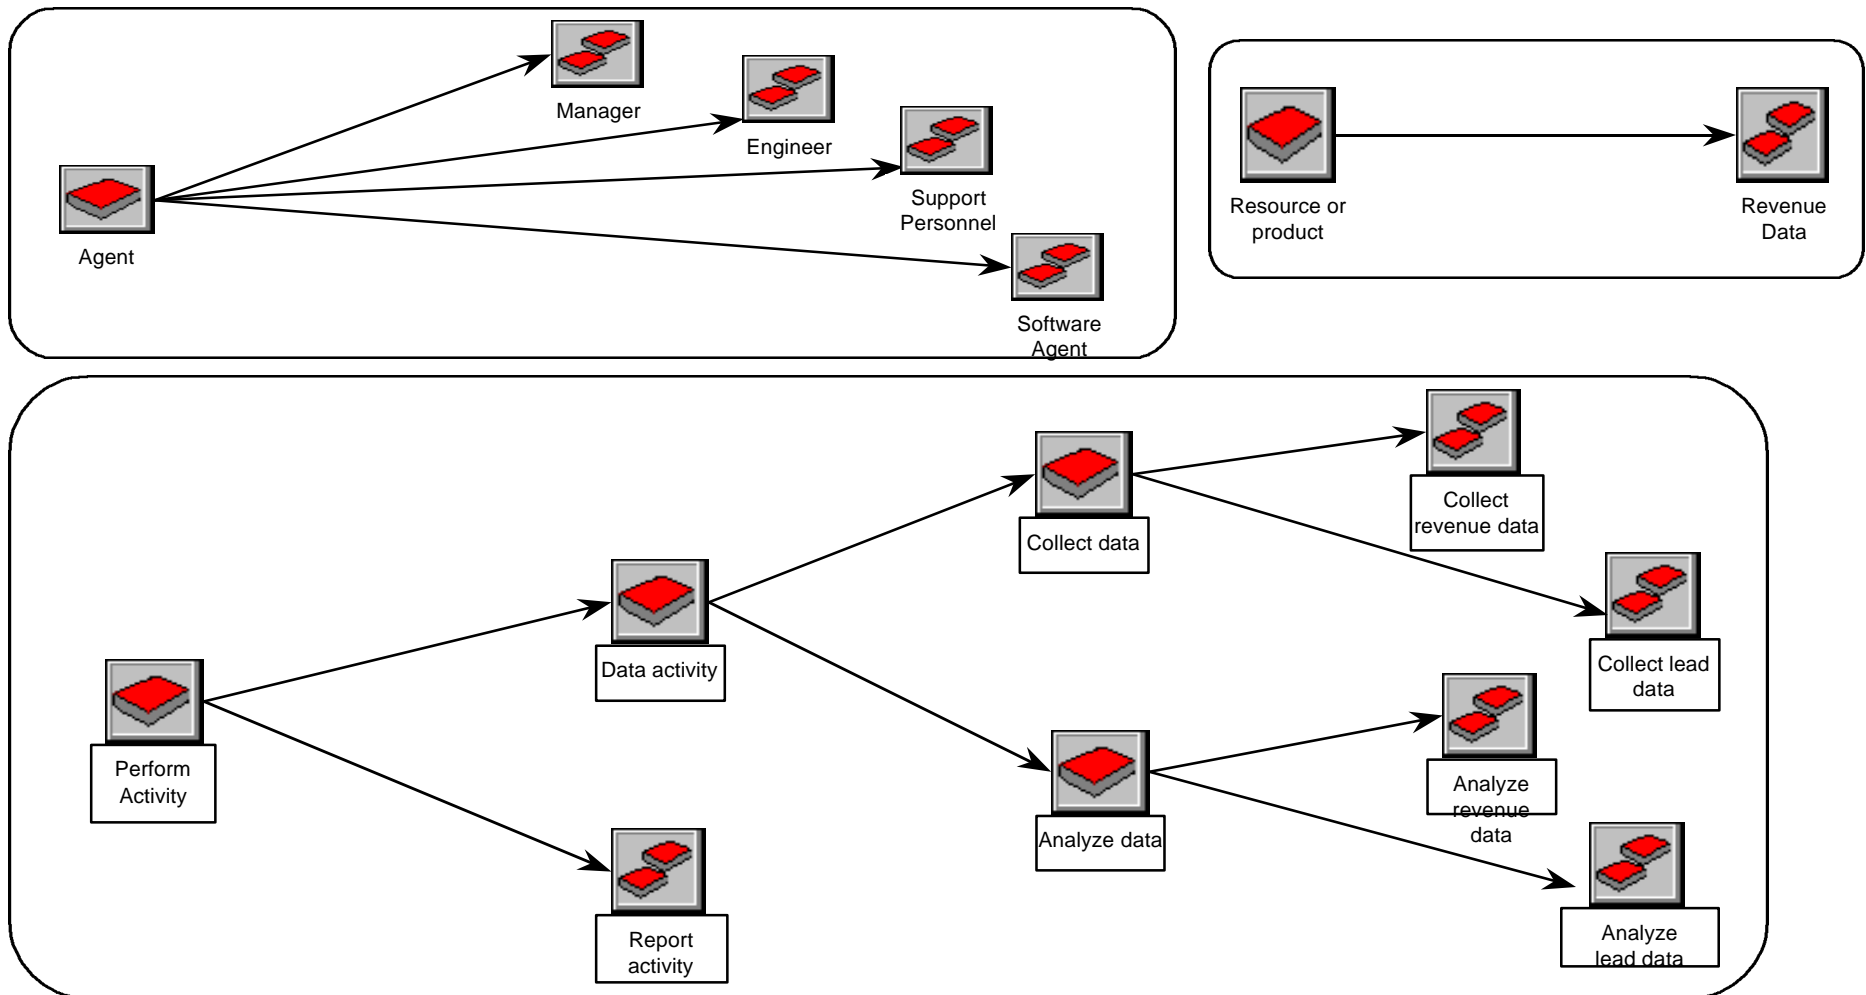 Manager
Engineer
Support
Personnel
Agent
Software
Agent
Resource or
product
Revenue
Data
Collect
revenue data
Collect data
Collect lead
data
Data activity
Perform
Activity
Analyze
revenue
data
Analyze data
Report
activity
Analyze
lead data